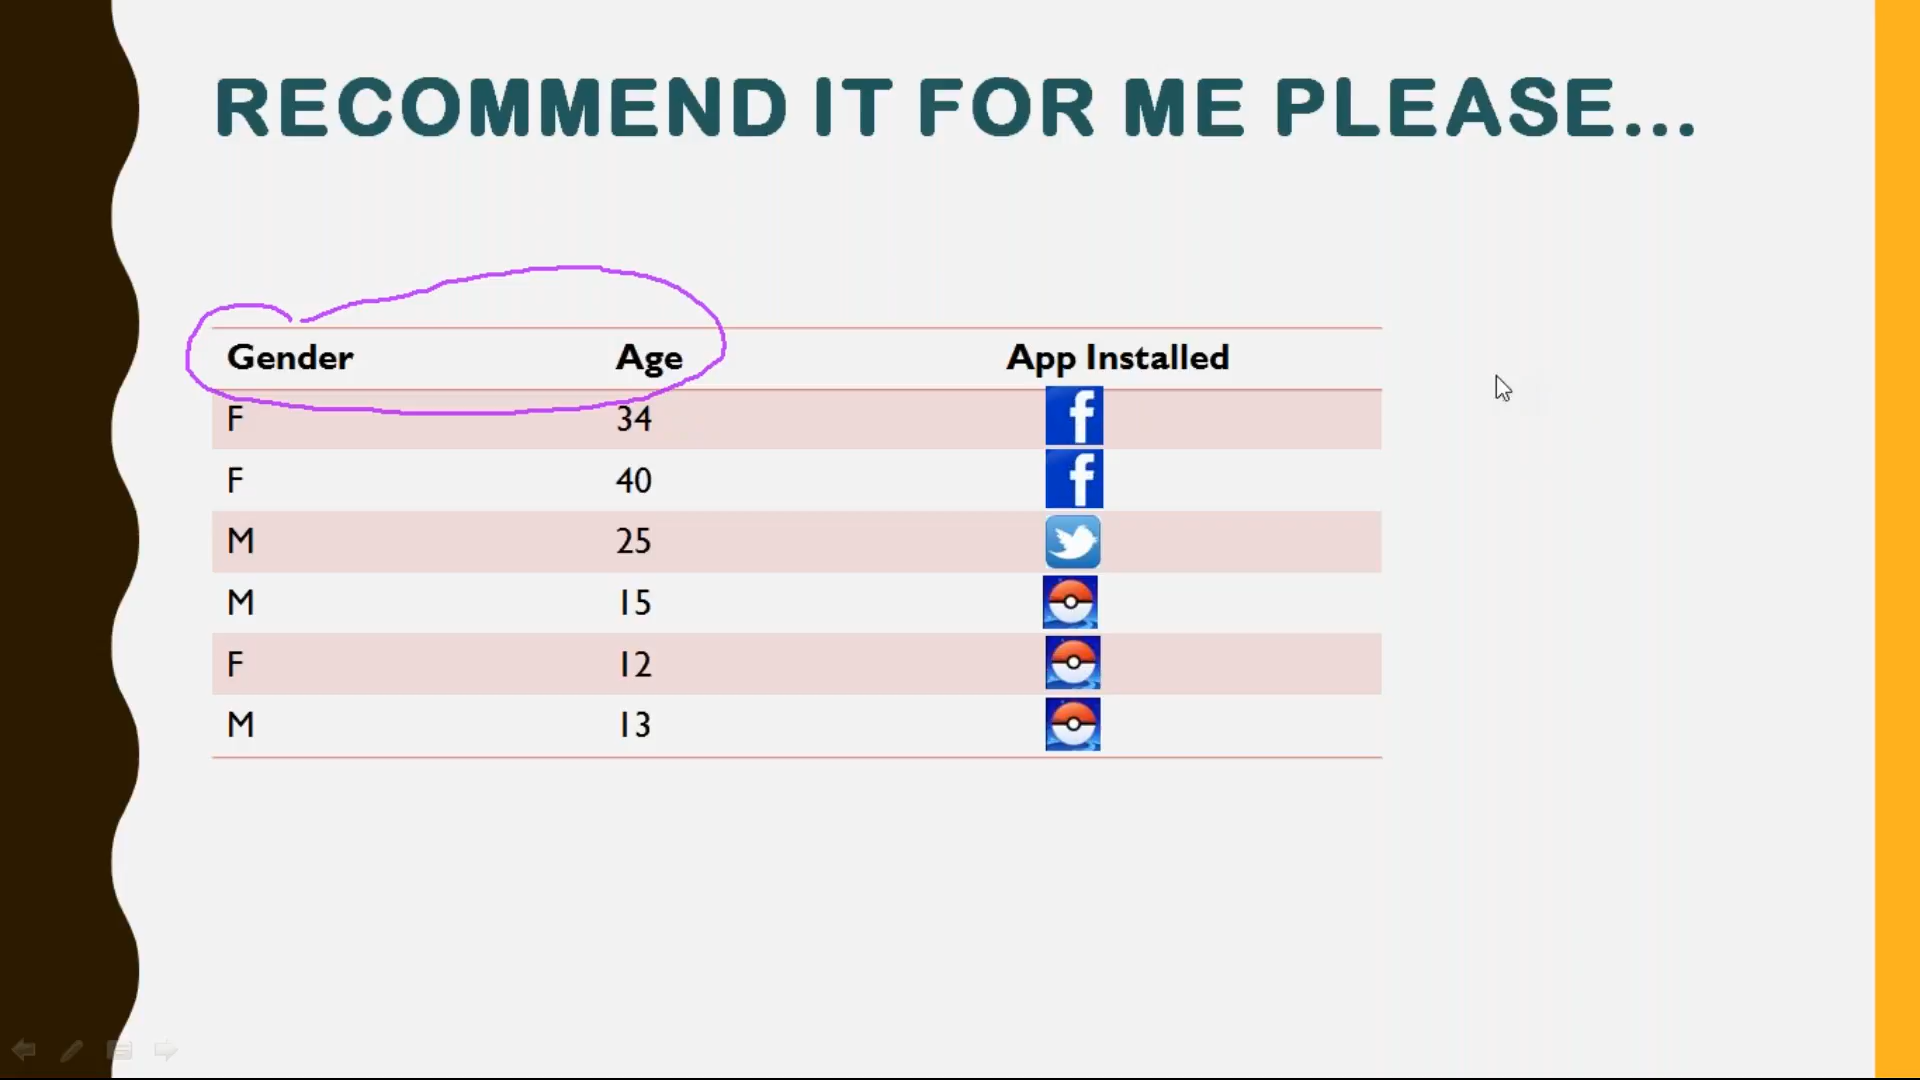 RECOMMEND IT FOR ME PLEASE...
Gender Age App Installed
F 34 f
F 40 f
M 25
M 15
F 12
M 13